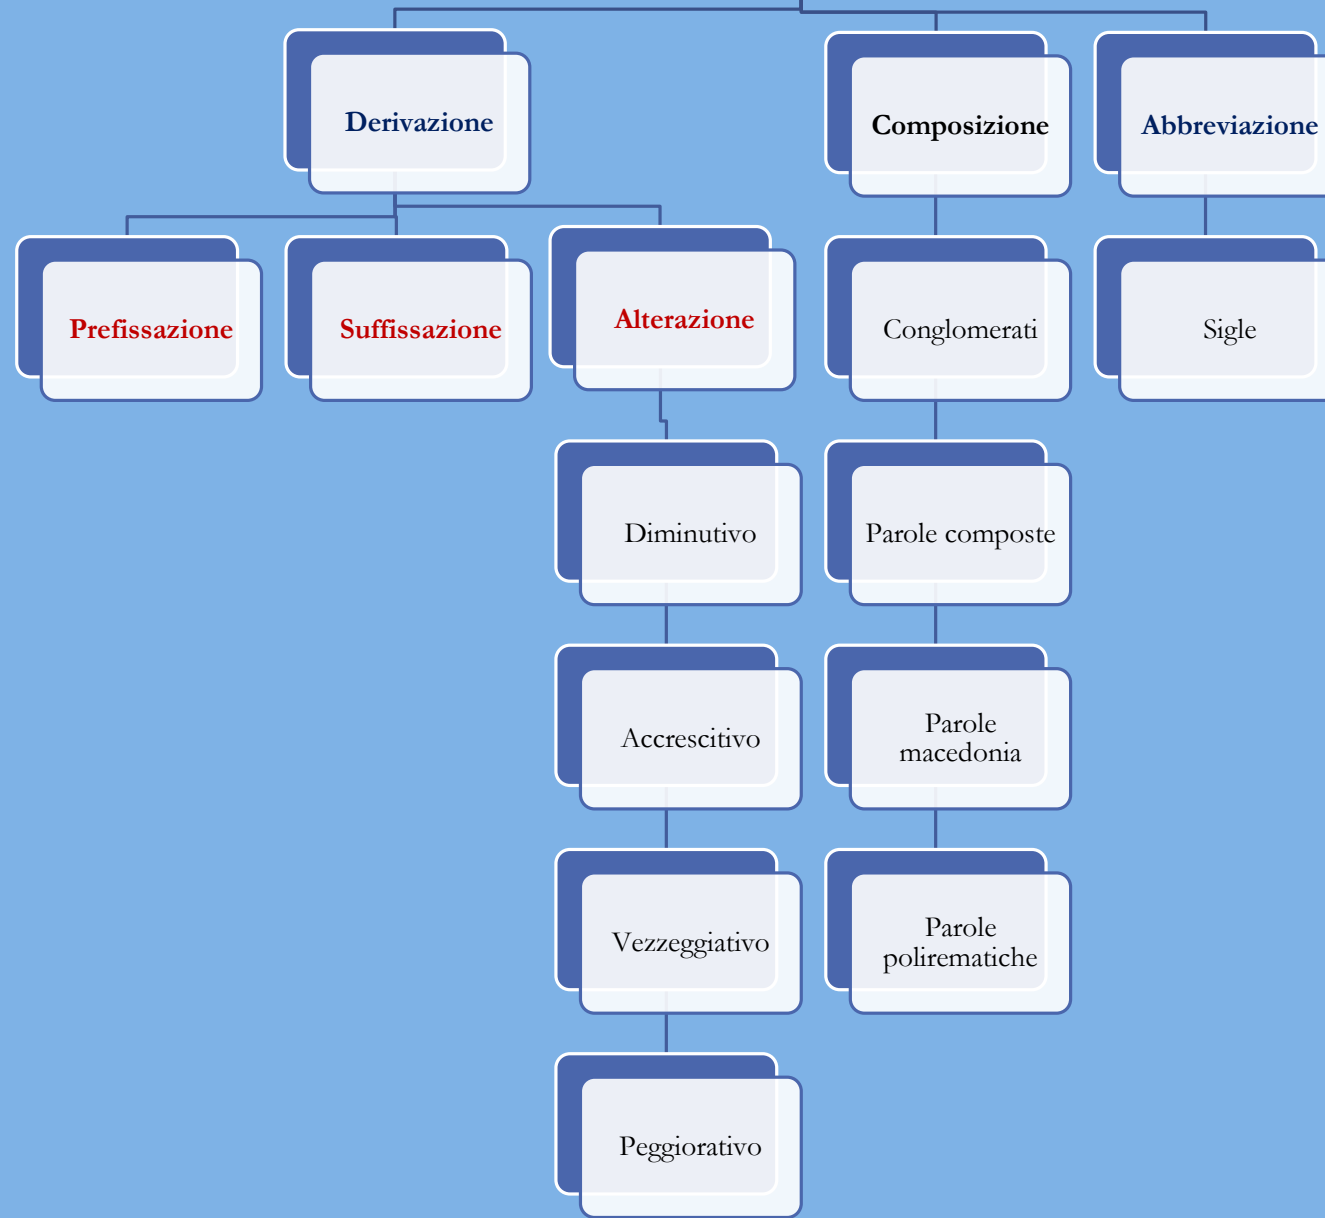 Derivazione
Composizione
Abbreviazione
Prefissazione
Suffissazione
Alterazione
Conglomerati
Sigle
Diminutivo
Parole composte
Accrescitivo
Parole
macedonia
Vezzeggiativo
Parole
polirematiche
Peggiorativo